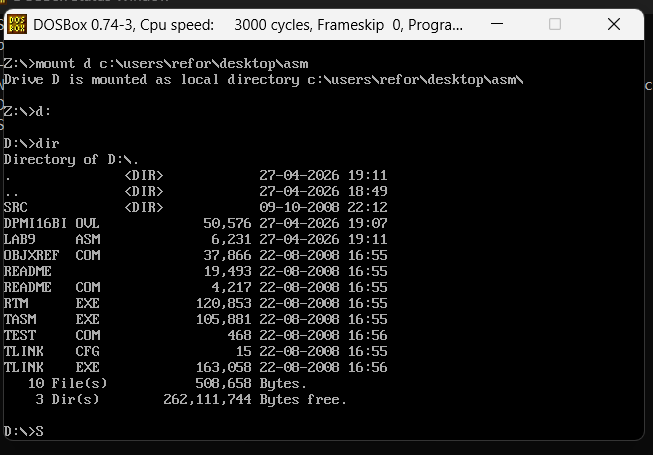 DOSBox 0.74-3, Cpu speed:    3000 cycles, Frameskip  0, Progra...
Z:\>mount d c:\users\refor\desktop\asm
Drive D is mounted as local directory c:\users\refor\desktop\asm\
Z:\>d:
D:\>dir
Directory of D:\.
.              <DIR>            27-04-2026 19:11
..             <DIR>            27-04-2026 18:49
SRC            <DIR>            09-10-2008 22:12
DPMI16BI OVL             50,576 27-04-2026 19:07
LAB9     ASM              6,231 27-04-2026 19:11
OBJXREF  COM             37,866 22-08-2008 16:55
README                   19,493 22-08-2008 16:55
README   COM              4,217 22-08-2008 16:55
RTM      EXE            120,853 22-08-2008 16:55
TASM     EXE            105,881 22-08-2008 16:55
TEST     COM                468 22-08-2008 16:56
TLINK    CFG                 15 22-08-2008 16:55
TLINK    EXE            163,058 22-08-2008 16:56
   10 File(s)            508,658 Bytes.
    3 Dir(s)         262,111,744 Bytes free.
D:\>S